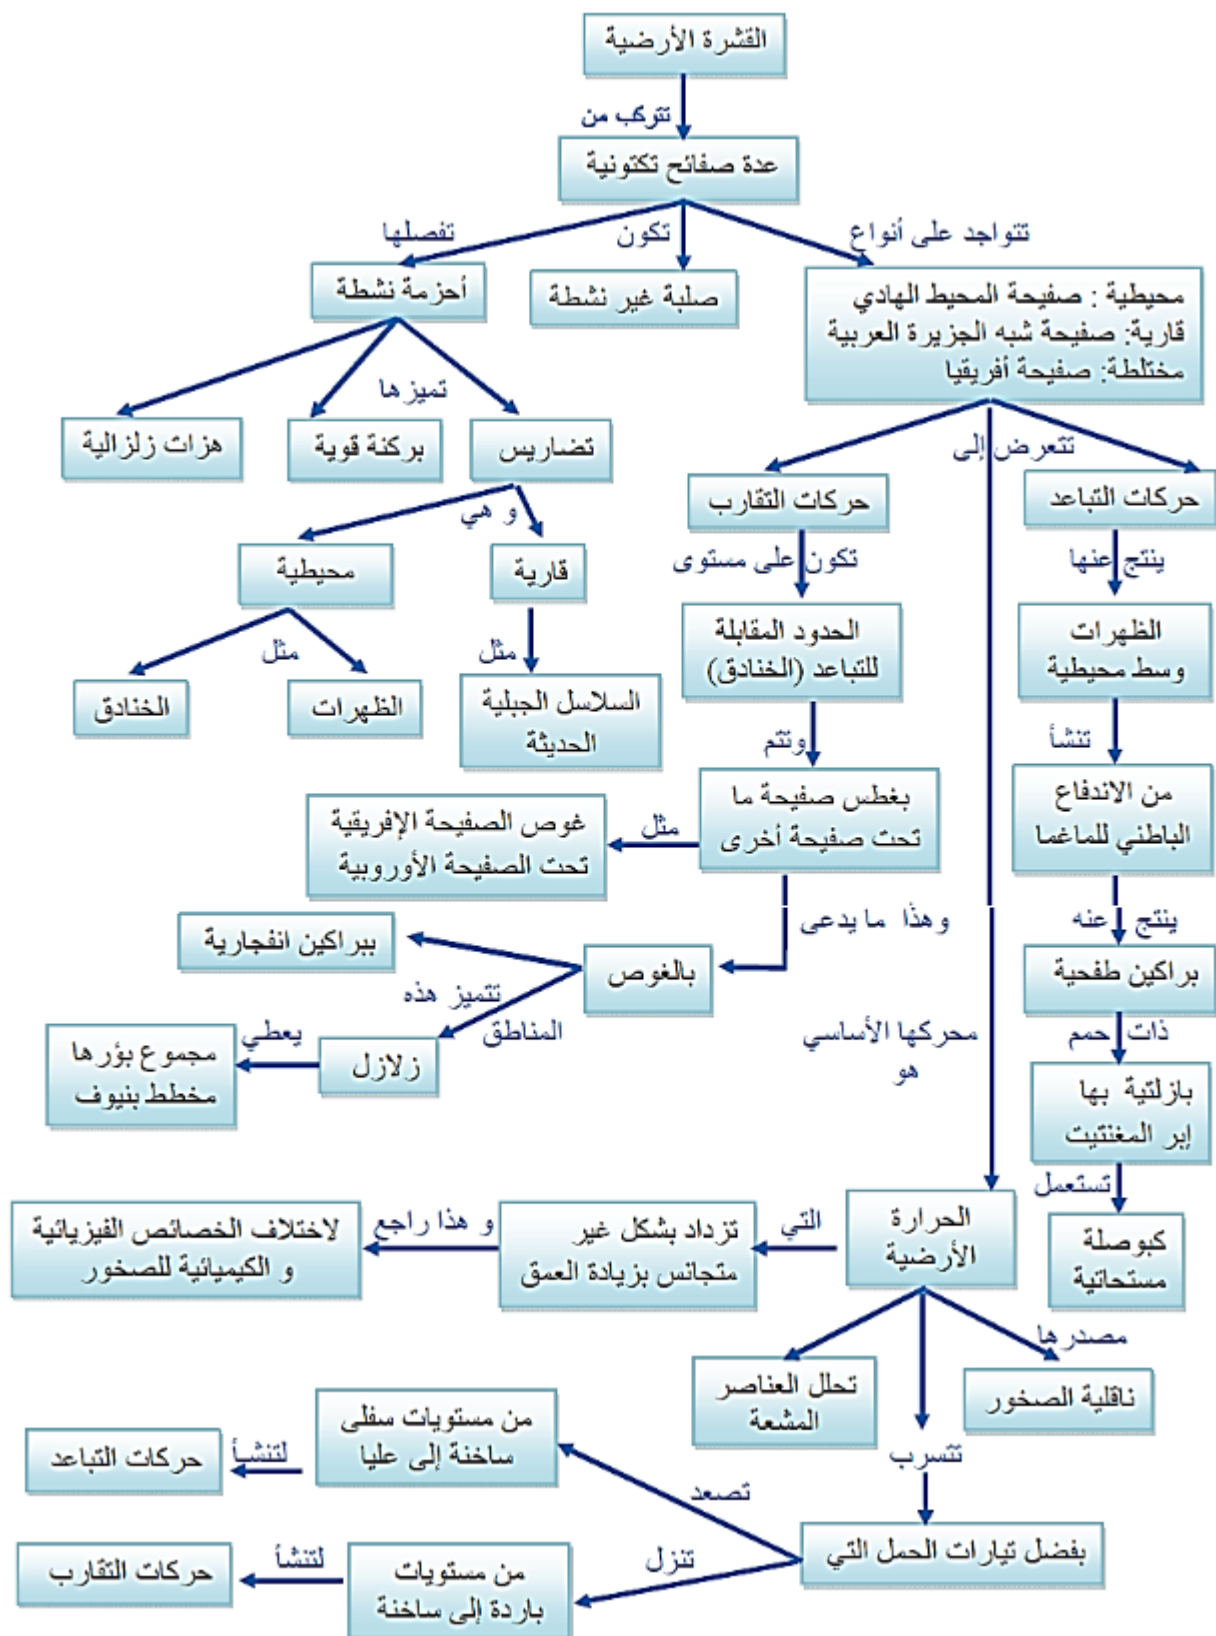 القشرة الأرضية
تتركب من
عدة صفائح تكتونية
تتواجد على أنواع
تكون
تفصلها
محيطية : صفيحة المحيط الهادي
قارية: صفيحة شبه الجزيرة العربية
مختلطة: صفيحة أفريقيا
صلبة غير نشطة
أحزمة نشطة
تميزها
تضاريس
بركنة قوية
هزات زلزالية
و هي
قارية
محيطية
مثل
السلاسل الجبلية
الحديثة
مثل
الظهرات
الخنادق
تتعرض إلى
حركات التباعد
حركات التقارب
ينتج عنها
الظهرات
وسط محيطية
تنشأ
من الاندفاع
الباطني للماغما
ينتج عنه
براكين طفحية
ذات حمم
بازلتية بها
إبر المغنتيت
تستعمل
كبوصلة
مستحاتية
تكون على مستوى
الحدود المقابلة
للتباعد (الخنادق)
وتتم
بغطس صفيحة ما
تحت صفيحة أخرى
مثل
غوص الصفيحة الإفريقية
تحت الصفيحة الأوروبية
وهذا ما يدعى
بالغوص
تتميز هذه
المناطق
ببراكين انفجارية
زلازل
يعطي
مجموع بؤرها
مخطط بنيوف
محركها الأساسي
هو
الحرارة
الأرضية
التي
تزداد بشكل غير
متجانس بزيادة العمق
و هذا راجع
لاختلاف الخصائص الفيزيائية
و الكيميائية للصخور
مصدرها
ناقلية الصخور
تحلل العناصر
المشعة
تتسرب
بفضل تيارات الحمل التي
تصعد
من مستويات سفلى
ساخنة إلى عليا
لتنشأ
حركات التباعد
تنزل
من مستويات
باردة إلى ساخنة
لتنشأ
حركات التقارب